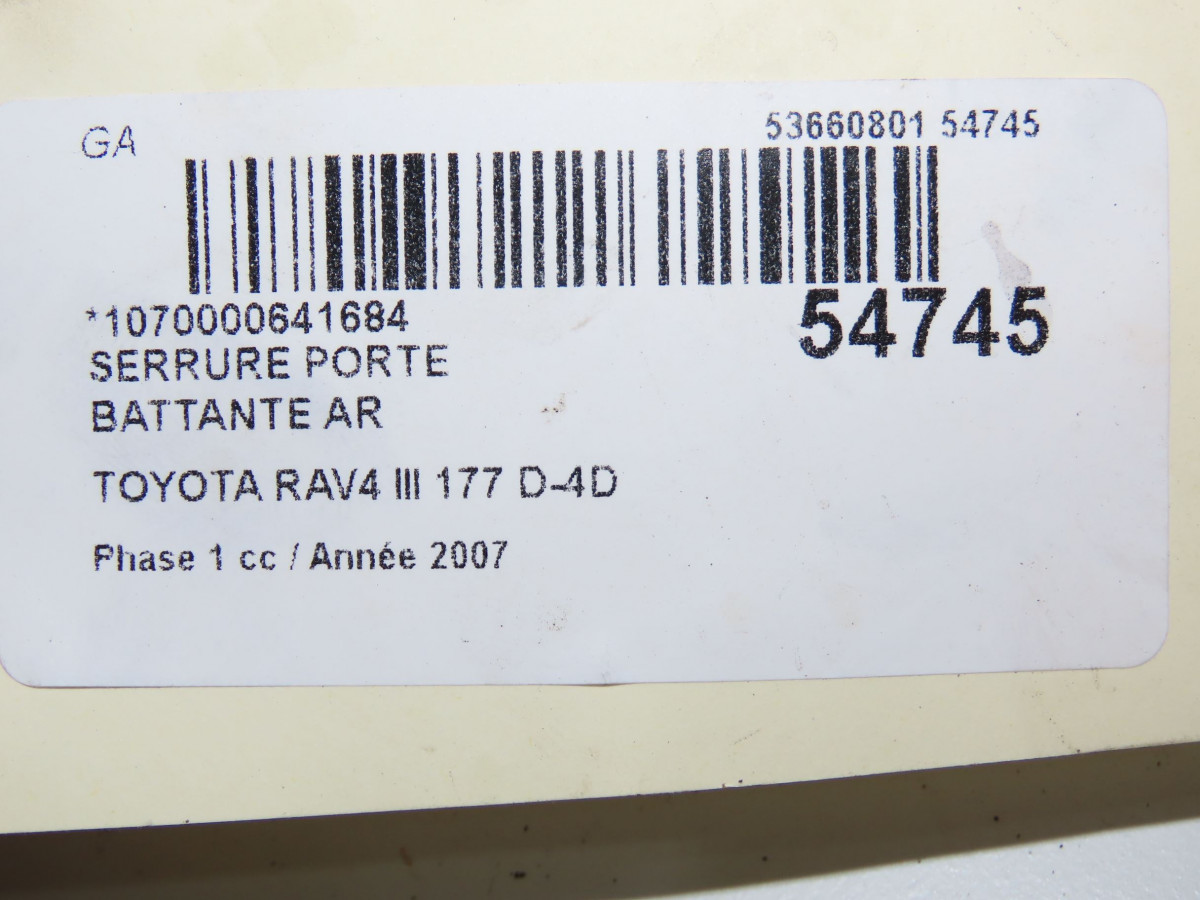 GA
53660801 54745
*1070000641684
54745
SERRURE PORTE
BATTANTE AR
TOYOTA RAV4 III 177 D-4D
Phase 1 cc / Année 2007